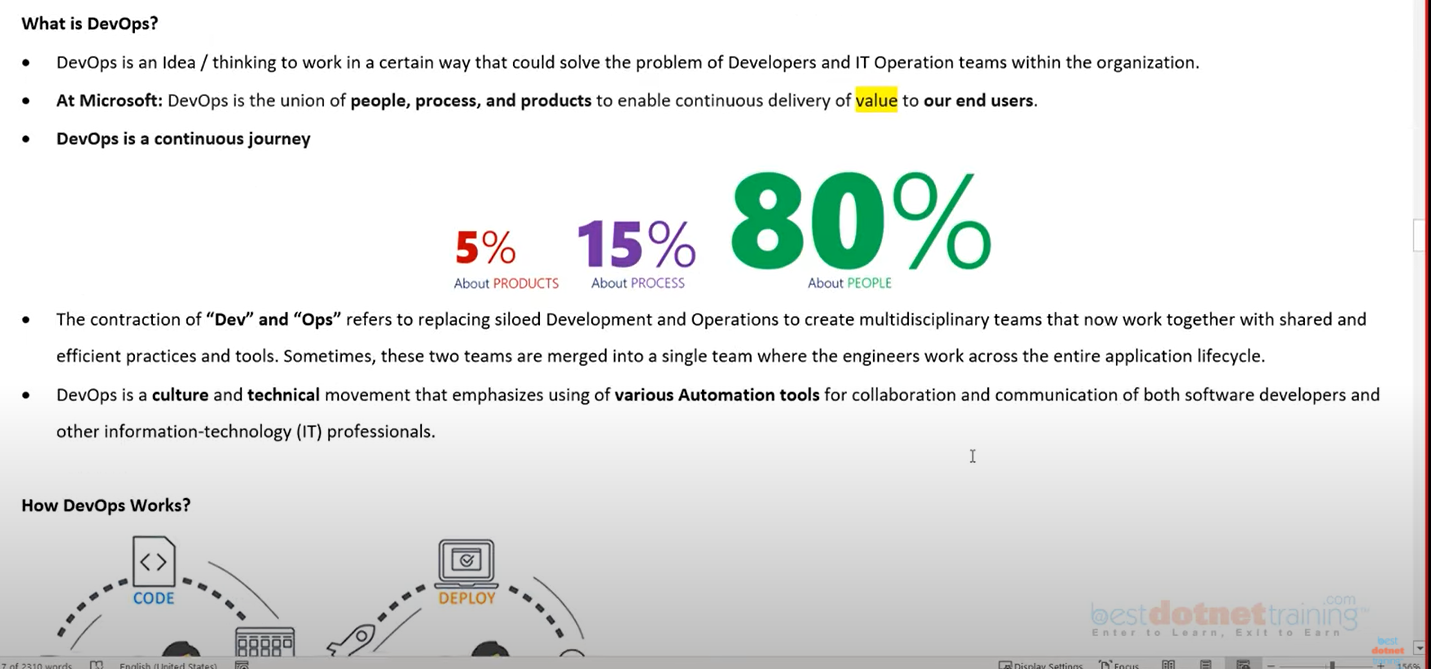 What is DevOps?
• DevOps is an Idea / thinking to work in a certain way that could solve the problem of Developers and IT Operation teams within the organization.
• At Microsoft: DevOps is the union of people, process, and products to enable continuous delivery of value to our end users.
• DevOps is a continuous journey
5% 15% 80%
About PRODUCTS About PROCESS About PEOPLE
• The contraction of “Dev” and “Ops” refers to replacing siloed Development and Operations to create multidisciplinary teams that now work together with shared and
efficient practices and tools. Sometimes, these two teams are merged into a single team where the engineers work across the entire application lifecycle.
• DevOps is a culture and technical movement that emphasizes using of various Automation tools for collaboration and communication of both software developers and
other information-technology (IT) professionals.
How DevOps Works?
CODE DEPLOY
bestdotnettraining.com
Enter to Learn, Exit to Earn
best
dotnet
7 of 2310 words English (United States) Display Settings Focus 156%